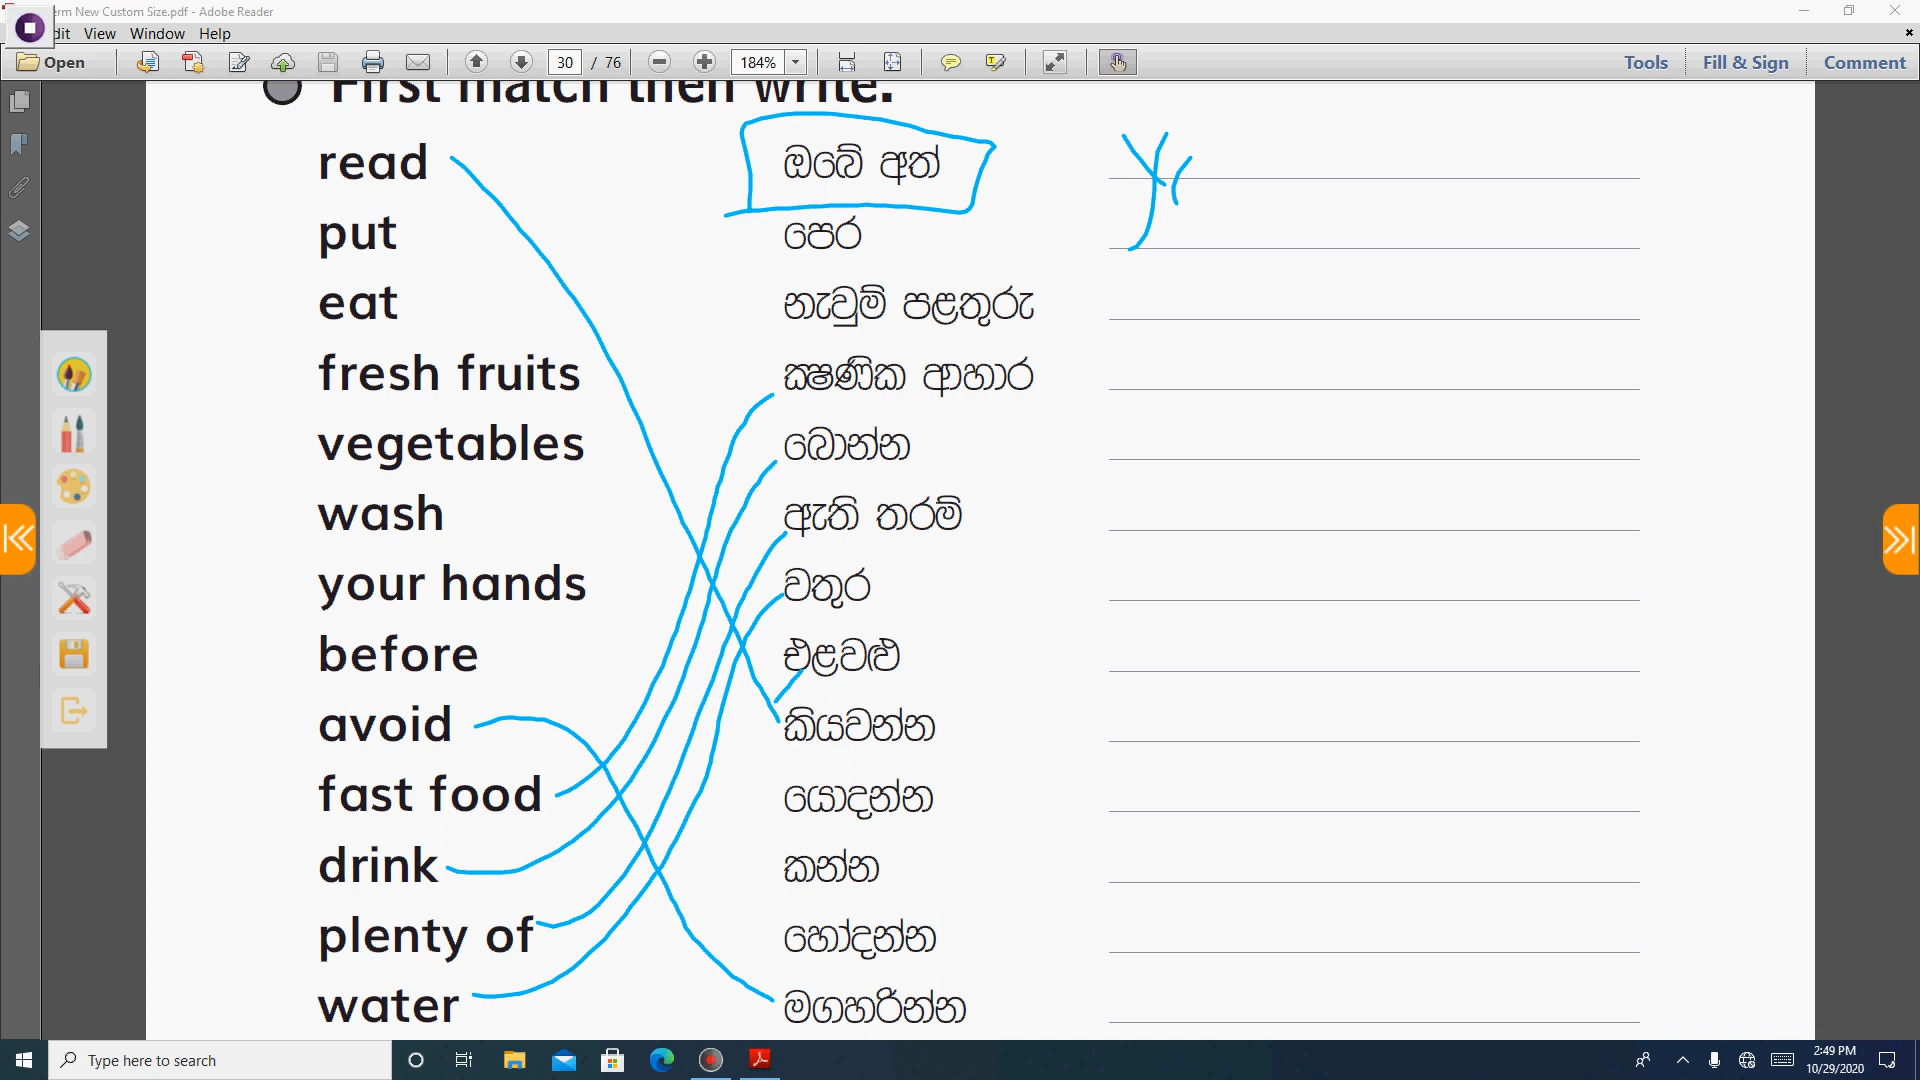 erm New Custom Size.pdf - Adobe Reader
dit View Window Help
Open 30 / 76 184% Tools Fill & Sign Comment
First match then write.
read ඔබේ අත්
put පෙර
eat නැවුම් පළතුරු
fresh fruits ක්‍ෂණික ආහාර
vegetables බොන්න
wash ඇති තරම්
your hands වතුර
before එළවළු
avoid කියවන්න
fast food යොදන්න
drink කන්න
plenty of හෝදන්න
water මගහරින්න
Type here to search
2:49 PM
10/29/2020